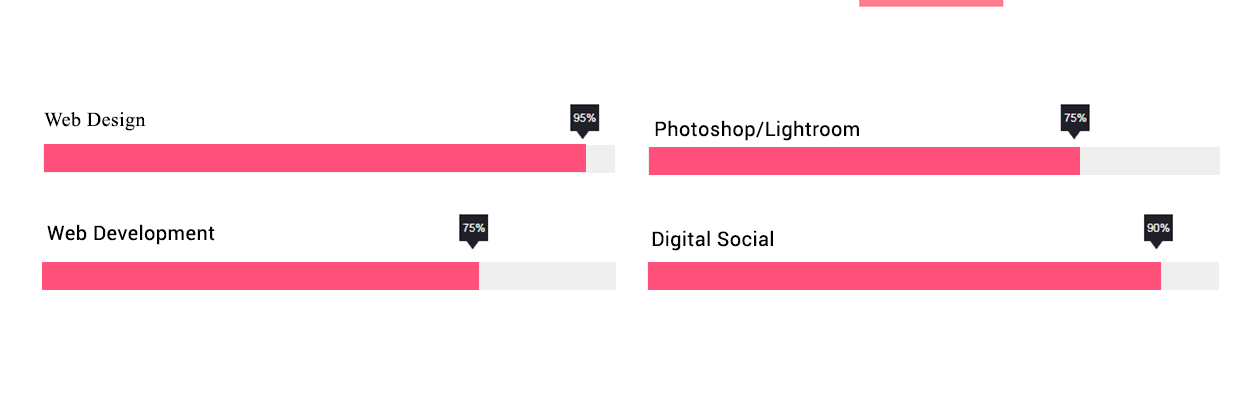 Web Design
95%
Photoshop/Lightroom
75%
Web Development
75%
Digital Social
90%